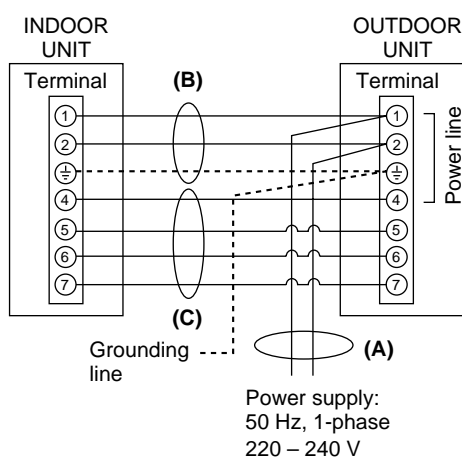 INDOOR
UNIT
OUTDOOR
UNIT
Terminal
(B)
Terminal
1
2
4
5
6
7
1
2
4
5
6
7
Power line
(C)
Grounding
line
(A)
Power supply:
50 Hz, 1-phase
220 – 240 V